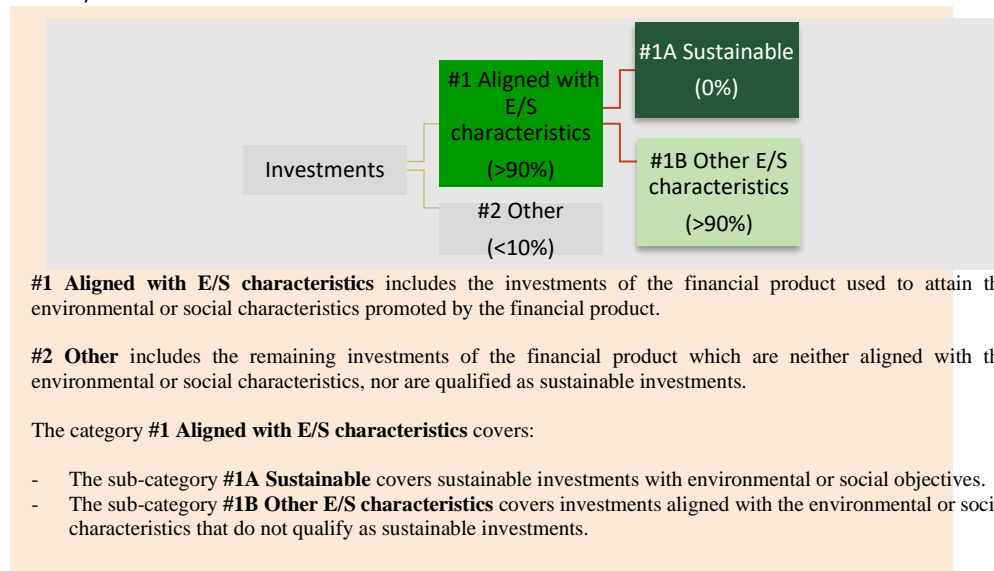 #1A Sustainable
(0%)
#1 Aligned with
E/S
characteristics
(>90%)
Investments
#1B Other E/S
characteristics
(>90%)
#2 Other
(<10%)
#1 Aligned with E/S characteristics includes the investments of the financial product used to attain th
environmental or social characteristics promoted by the financial product.
#2 Other includes the remaining investments of the financial product which are neither aligned with th
environmental or social characteristics, nor are qualified as sustainable investments.
The category #1 Aligned with E/S characteristics covers:
- The sub-category #1A Sustainable covers sustainable investments with environmental or social objectives.
- The sub-category #1B Other E/S characteristics covers investments aligned with the environmental or soci
characteristics that do not qualify as sustainable investments.